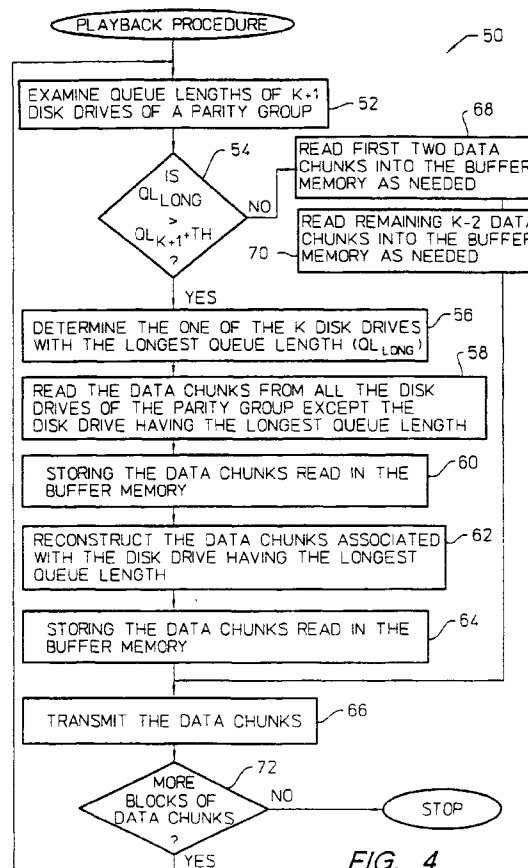 PLAYBACK PROCEDURE
50
EXAMINE QUEUE LENGTHS OF K+1
DISK DRIVES OF A PARITY GROUP
52
68
54
IS
QL LONG
>
QL K+1+TH
?
NO
READ FIRST TWO DATA
CHUNKS INTO THE BUFFER
MEMORY AS NEEDED
70
READ REMAINING K-2 DATA
CHUNKS INTO THE BUFFER
MEMORY AS NEEDED
YES
DETERMINE THE ONE OF THE K DISK DRIVES
WITH THE LONGEST QUEUE LENGTH (QL LONG)
56
58
READ THE DATA CHUNKS FROM ALL THE DISK
DRIVES OF THE PARITY GROUP EXCEPT THE
DISK DRIVE HAVING THE LONGEST QUEUE LENGTH
60
STORING THE DATA CHUNKS READ IN THE
BUFFER MEMORY
62
RECONSTRUCT THE DATA CHUNKS ASSOCIATED
WITH THE DISK DRIVE HAVING THE LONGEST
QUEUE LENGTH
64
STORING THE DATA CHUNKS READ IN THE
BUFFER MEMORY
TRANSMIT THE DATA CHUNKS
66
72
MORE
BLOCKS OF
DATA CHUNKS
?
NO
STOP
YES
FIG. 4